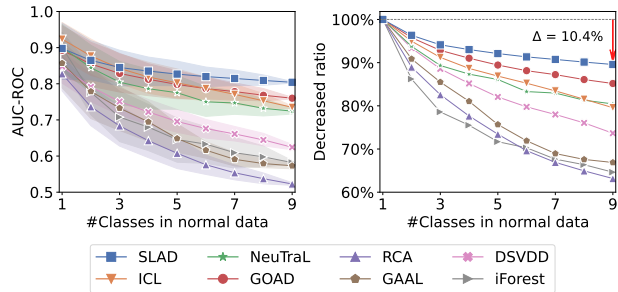 1.0
0.9
0.8
0.7
0.6
0.5
AUC-ROC
1 3 5 7 9
#Classes in normal data
100%
90%
80%
70%
60%
Decreased ratio
Δ = 10.4%
1 3 5 7 9
#Classes in normal data
SLAD NeuTraL RCA DSVDD
ICL GOAD GAAL iForest